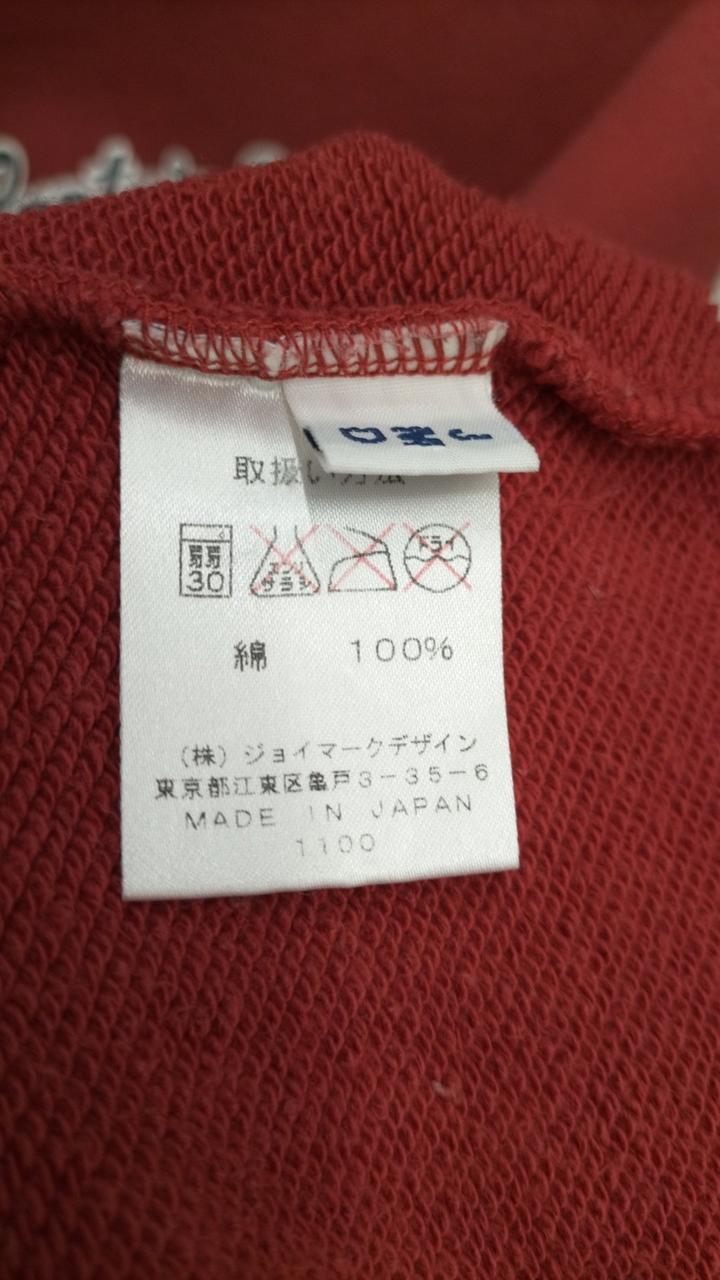 取扱い方法
弱 30
エンソ サラシ
ドライ
綿 100%
(株)ジョイマークデザイン
東京都江東区亀戸3-35-6
MADE IN JAPAN
1100